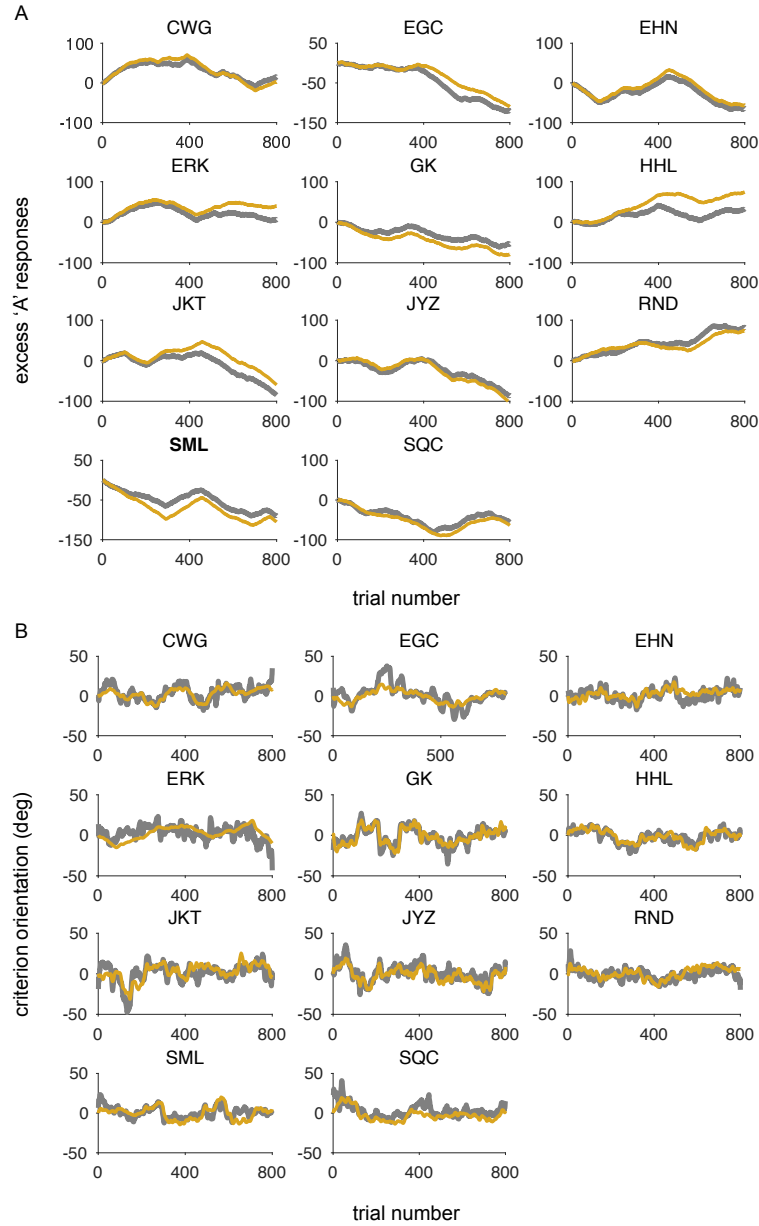 A
CWG EGC EHN
100 50 100
0 -50 0
-100 -150 -100
0 400 800 0 400 800 0 400 800
ERK GK HHL
100 100 100
0 0 0
-100 -100 -100
0 400 800 0 400 800 0 400 800
JKT JYZ RND
100 100 100
0 0 0
-100 -100 -100
0 400 800 0 400 800 0 400 800
SML SQC
50 100
-50 0
-150 -100
0 400 800 0 400 800
excess ‘A’ responses
trial number
B
CWG EGC EHN
50 50 50
0 0 0
-50 -50 -50
0 400 800 0 500 0 400 800
ERK GK HHL
50 50 50
0 0 0
-50 -50 -50
0 400 800 0 400 800 0 400 800
JKT JYZ RND
50 50 50
0 0 0
-50 -50 -50
0 400 800 0 400 800 0 400 800
SML SQC
50 50
0 0
-50 -50
0 400 800 0 400 800
criterion orientation (deg)
trial number